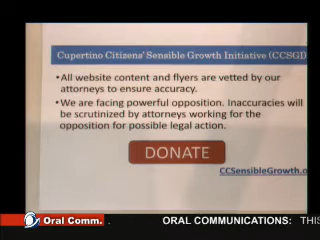 Cupertino Citizens' Sensible Growth Initiative (CCSGI)
•All website content and flyers are vetted by our
attorneys to ensure accuracy.
•We are facing powerful opposition. Inaccuracies will
be scrutinized by attorneys working for the
opposition for possible legal action.
DONATE
CCSensibleGrowth.o
Oral Comm. .
ORAL COMMUNICATIONS: THIS